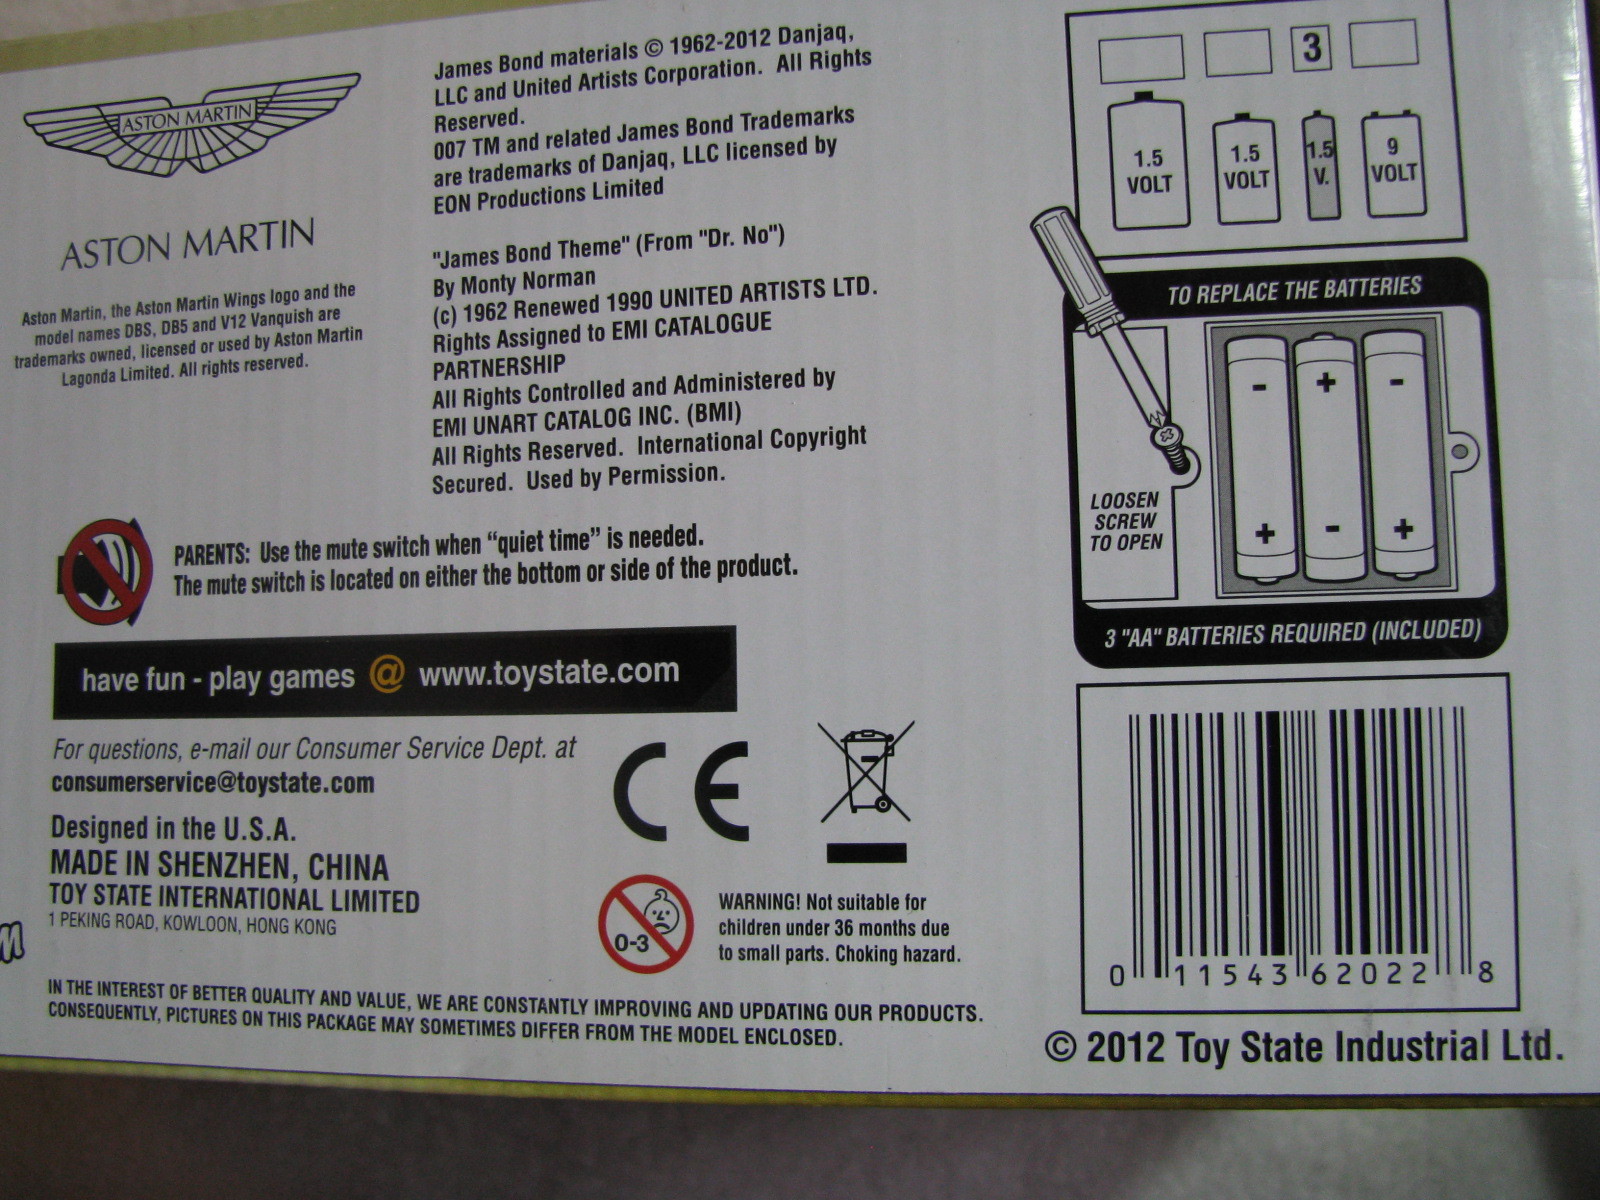 ASTON MARTIN
ASTON MARTIN
Aston Martin, the Aston Martin Wings logo and the
model names DBS, DB5 and V12 Vanquish are
trademarks owned, licensed or used by Aston Martin
Lagonda Limited. All rights reserved.
James Bond materials © 1962-2012 Danjaq,
LLC and United Artists Corporation. All Rights
Reserved.
007 TM and related James Bond Trademarks
are trademarks of Danjaq, LLC licensed by
EON Productions Limited
"James Bond Theme" (From "Dr. No")
By Monty Norman
(c) 1962 Renewed 1990 UNITED ARTISTS LTD.
Rights Assigned to EMI CATALOGUE
PARTNERSHIP
All Rights Controlled and Administered by
EMI UNART CATALOG INC. (BMI)
All Rights Reserved. International Copyright
Secured. Used by Permission.
PARENTS: Use the mute switch when “quiet time” is needed.
The mute switch is located on either the bottom or side of the product.
have fun - play games @ www.toystate.com
For questions, e-mail our Consumer Service Dept. at
consumerservice@toystate.com
Designed in the U.S.A.
MADE IN SHENZHEN, CHINA
TOY STATE INTERNATIONAL LIMITED
1 PEKING ROAD, KOWLOON, HONG KONG
CE
0-3
WARNING! Not suitable for
children under 36 months due
to small parts. Choking hazard.
IN THE INTEREST OF BETTER QUALITY AND VALUE, WE ARE CONSTANTLY IMPROVING AND UPDATING OUR PRODUCTS.
CONSEQUENTLY, PICTURES ON THIS PACKAGE MAY SOMETIMES DIFFER FROM THE MODEL ENCLOSED.
3
1.5 VOLT
1.5 VOLT
1.5 V.
9 VOLT
TO REPLACE THE BATTERIES
- + -
+ - +
LOOSEN
SCREW
TO OPEN
3 "AA" BATTERIES REQUIRED (INCLUDED)
0 11543 62022 8
© 2012 Toy State Industrial Ltd.